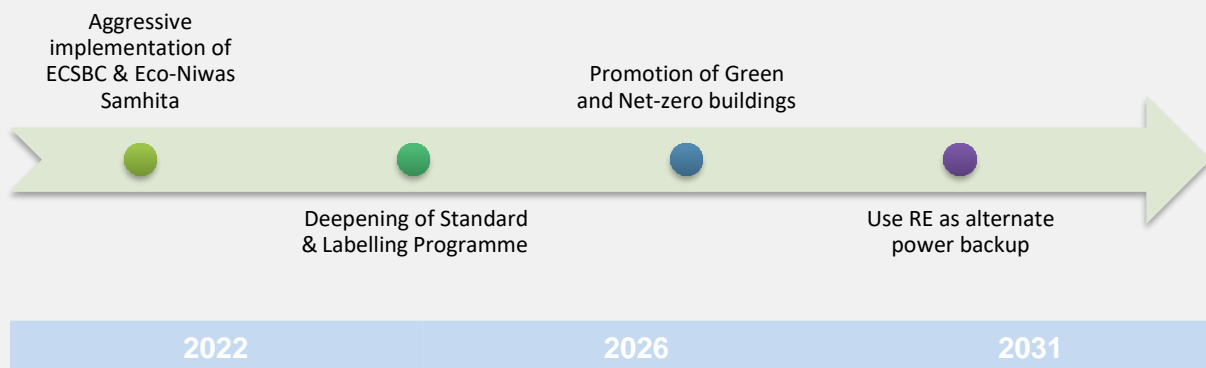 Aggressive
implementation of
ECSBC & Eco-Niwas
Samhita
Promotion of Green
and Net-zero buildings
Deepening of Standard
& Labelling Programme
Use RE as alternate
power backup
2022
2026
2031